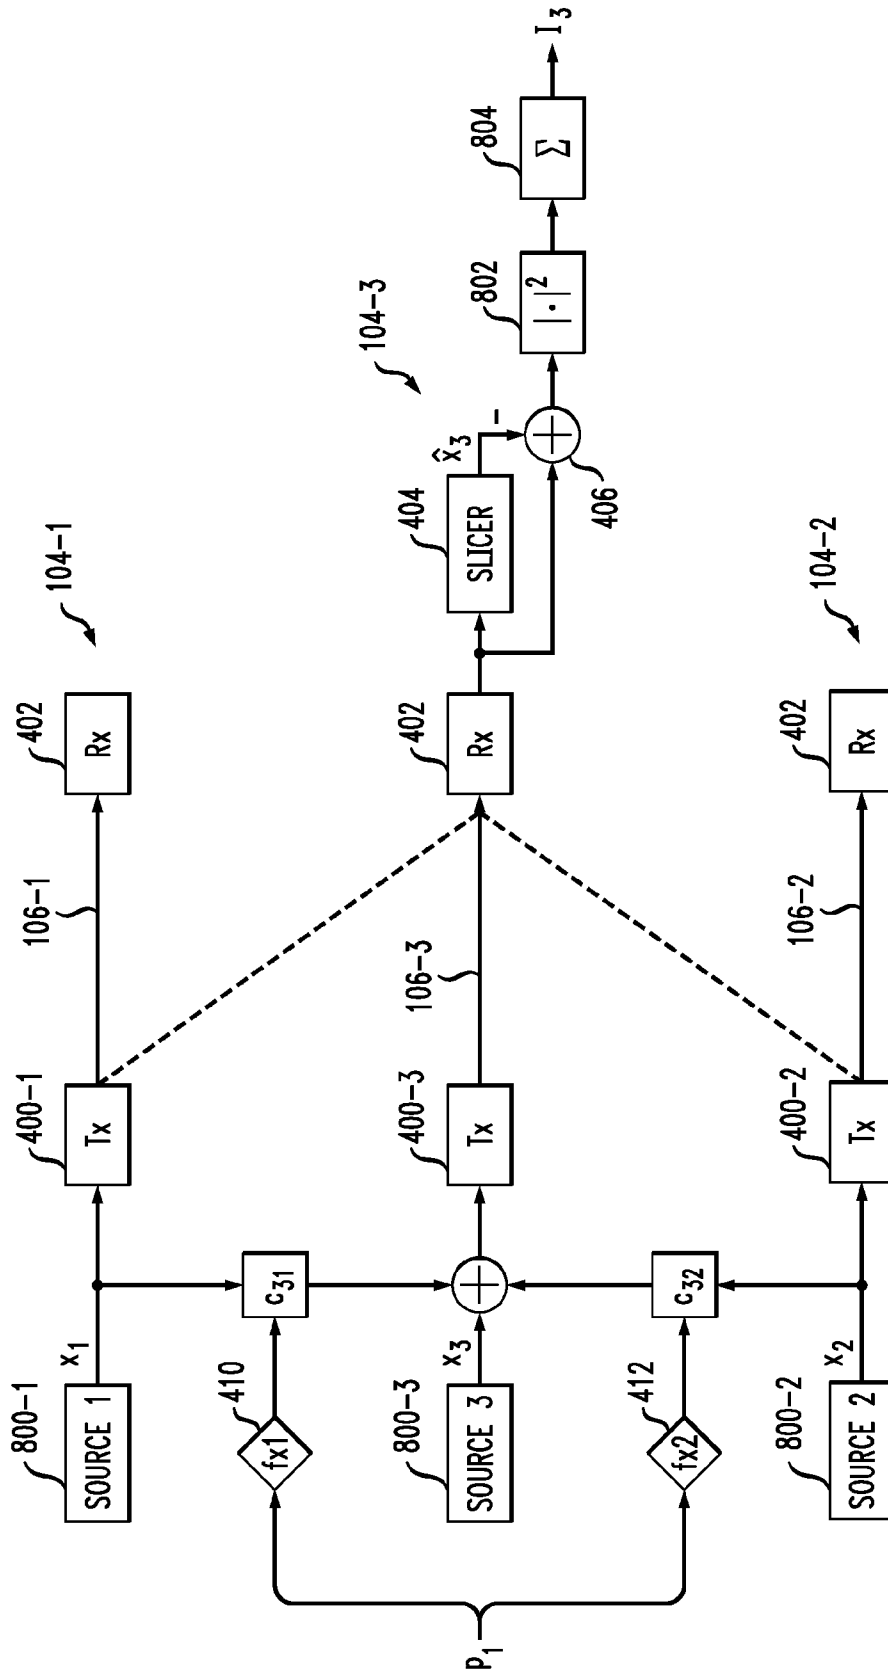 800-1
SOURCE 1
x1
400-1
Tx
106-1
402
Rx
104-1
410
fx1
c31
P1
800-3
SOURCE 3
x3
400-3
Tx
106-3
402
Rx
404
SLICER
x̂3
-
406
104-3
802
|·|²
804
Σ
I3
412
fx2
c32
800-2
SOURCE 2
x2
400-2
Tx
106-2
402
Rx
104-2